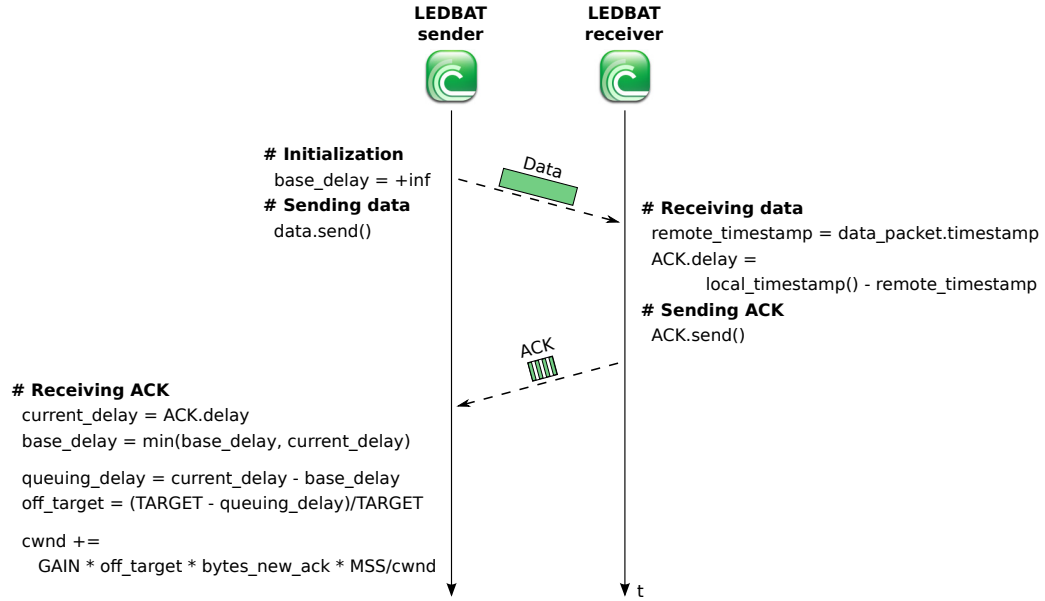 LEDBAT
sender
LEDBAT
receiver
# Initialization
base_delay = +inf
# Sending data
data.send()
Data
# Receiving data
remote_timestamp = data_packet.timestamp
ACK.delay =
local_timestamp() - remote_timestamp
# Sending ACK
ACK.send()
ACK
# Receiving ACK
current_delay = ACK.delay
base_delay = min(base_delay, current_delay)
queuing_delay = current_delay - base_delay
off_target = (TARGET - queuing_delay)/TARGET
cwnd +=
GAIN * off_target * bytes_new_ack * MSS/cwnd
t